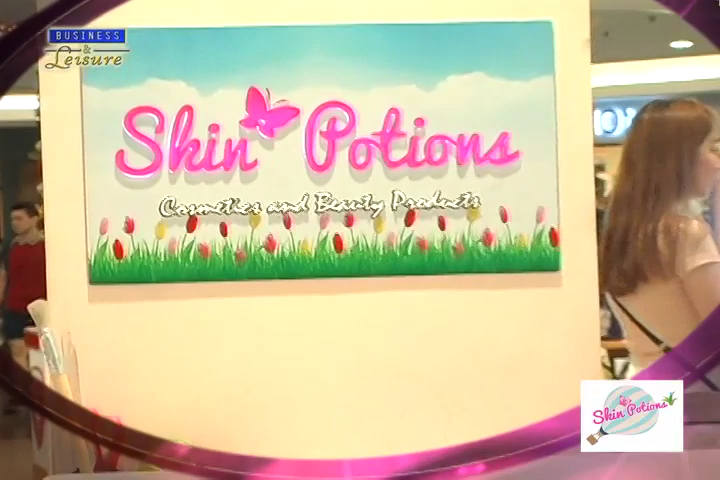 BUSINESS
&
Leisure
Skin Potions
Cosmetics and Beauty Products
Skin Potions